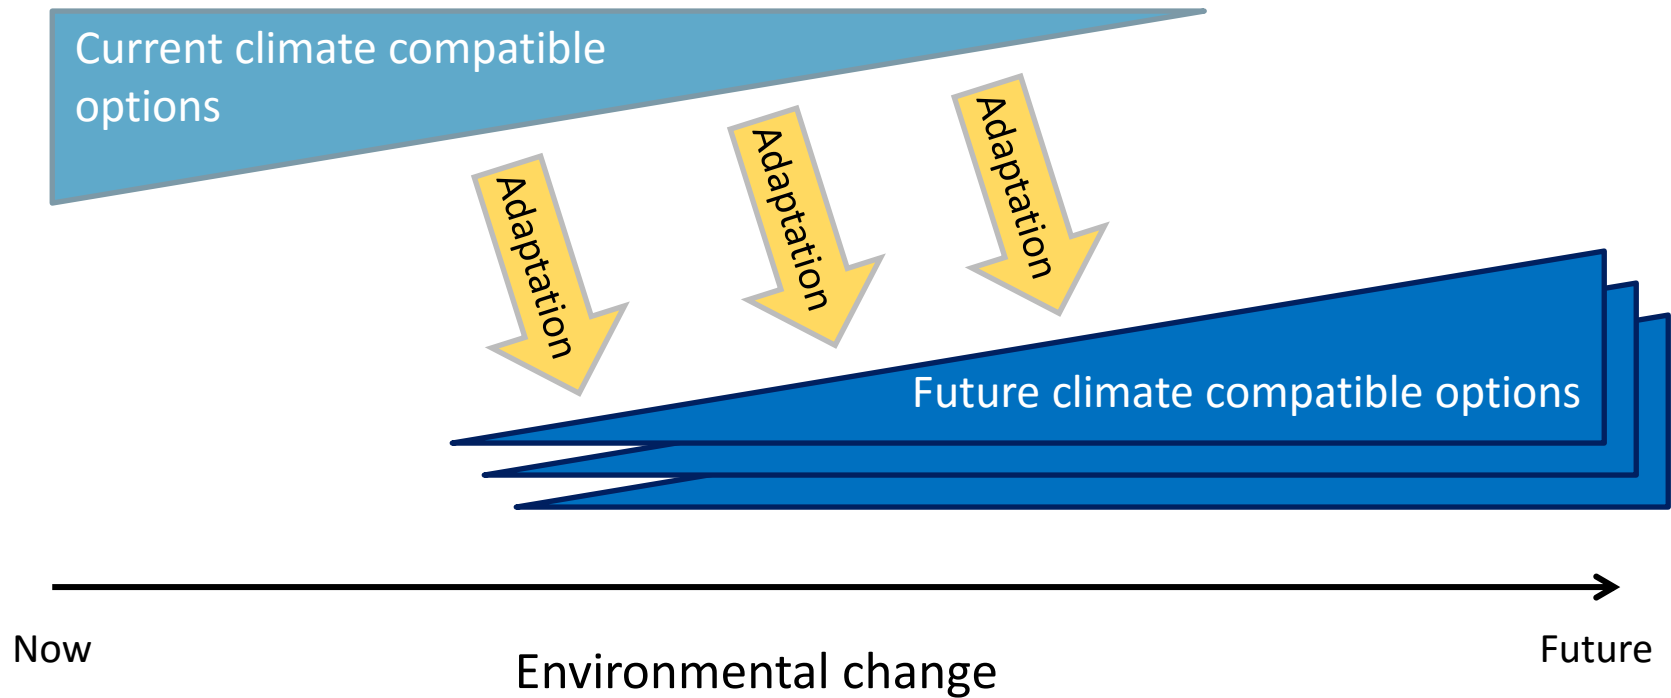 Current climate compatible
options
Adaptation
Adaptation
Adaptation
Future climate compatible options
Now
Environmental change
Future